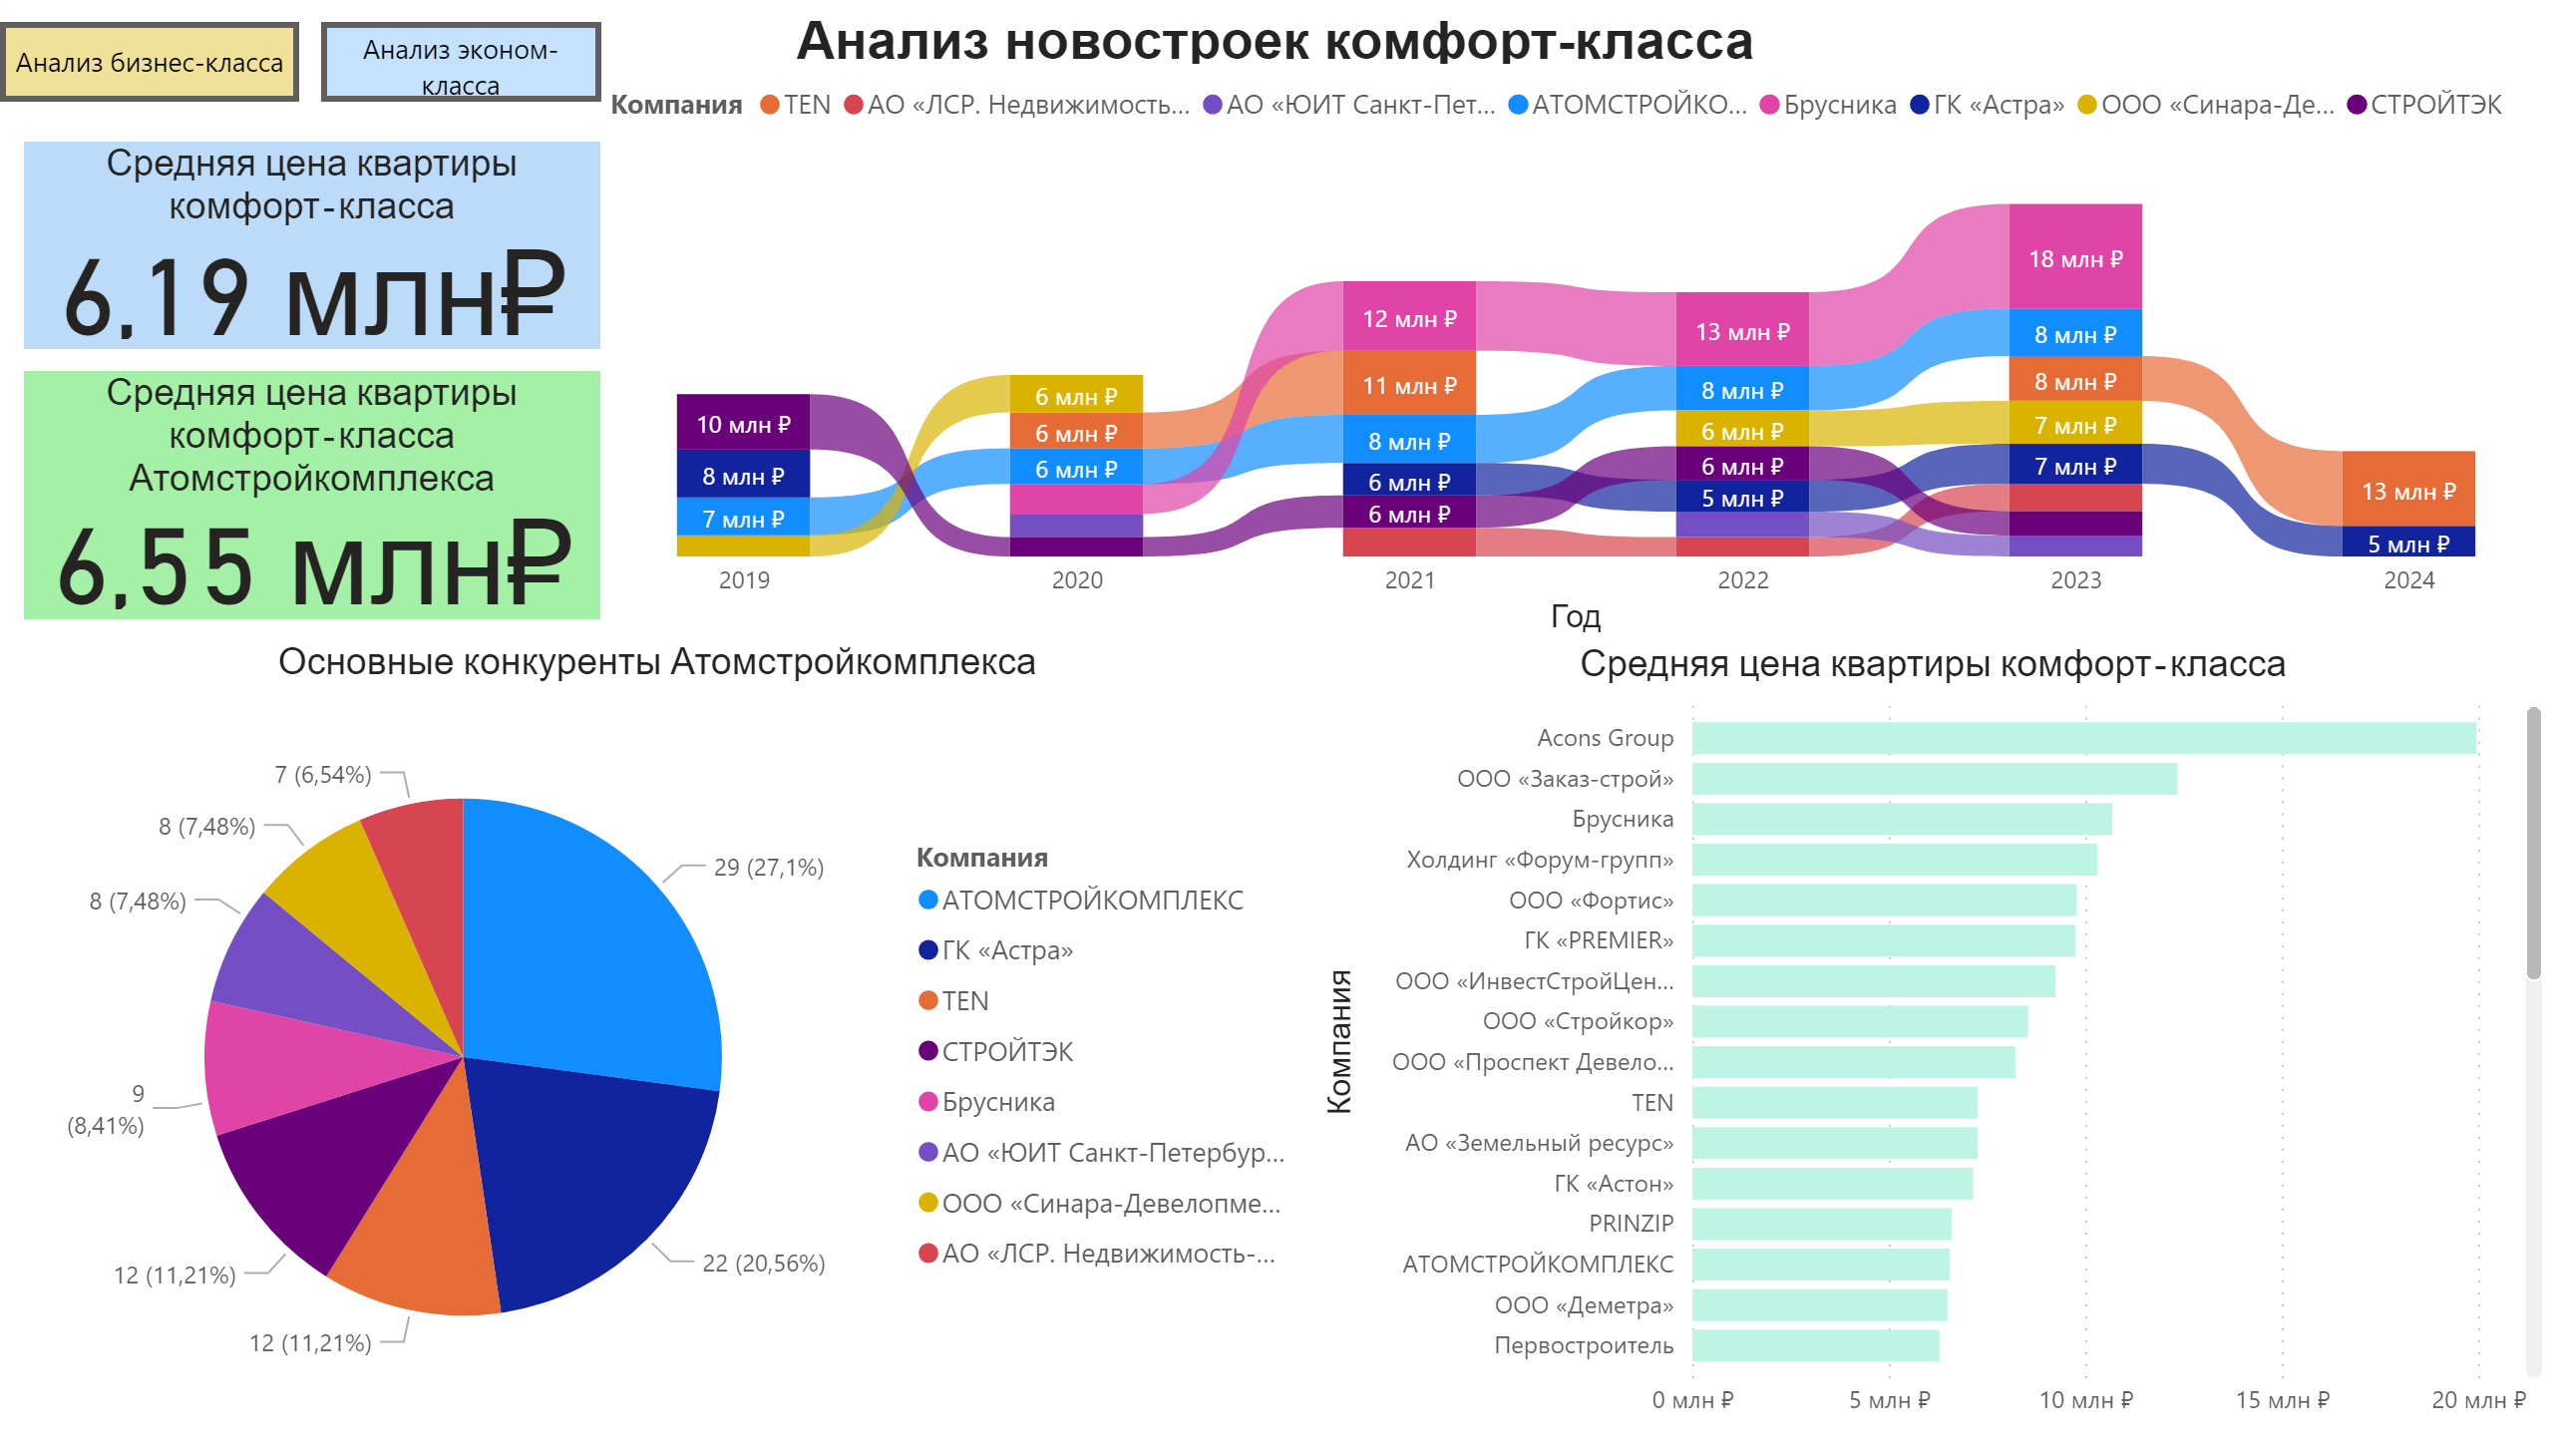 Анализ бизнес-класса
Анализ эконом-
класса
Анализ новостроек комфорт-класса
Компания TEN АО «ЛСР. Недвижимость... АО «ЮИТ Санкт-Пет... АТОМСТРОЙКО... Брусника ГК «Астра» ООО «Синара-Де... СТРОЙТЭК
Средняя цена квартиры
комфорт-класса
6,19 млн₽
Средняя цена квартиры
комфорт-класса
Атомстройкомплекса
6,55 млн₽
10 млн ₽
8 млн ₽
7 млн ₽
6 млн ₽
6 млн ₽
6 млн ₽
12 млн ₽
11 млн ₽
8 млн ₽
6 млн ₽
6 млн ₽
13 млн ₽
8 млн ₽
6 млн ₽
6 млн ₽
5 млн ₽
18 млн ₽
8 млн ₽
8 млн ₽
7 млн ₽
7 млн ₽
13 млн ₽
5 млн ₽
2019 2020 2021 2022 2023 2024
Год
Основные конкуренты Атомстройкомплекса
7 (6,54%)
8 (7,48%)
8 (7,48%)
9
(8,41%)
12 (11,21%)
12 (11,21%)
22 (20,56%)
29 (27,1%)
Компания
АТОМСТРОЙКОМПЛЕКС
ГК «Астра»
TEN
СТРОЙТЭК
Брусника
АО «ЮИТ Санкт-Петербур...
ООО «Синара-Девелопме...
АО «ЛСР. Недвижимость-...
Средняя цена квартиры комфорт-класса
Компания
Acons Group
ООО «Заказ-строй»
Брусника
Холдинг «Форум-групп»
ООО «Фортис»
ГК «PREMIER»
ООО «ИнвестСтройЦен...
ООО «Стройкор»
ООО «Проспект Девело...
TEN
АО «Земельный ресурс»
ГК «Астон»
PRINZIP
АТОМСТРОЙКОМПЛЕКС
ООО «Деметра»
Первостроитель
0 млн ₽ 5 млн ₽ 10 млн ₽ 15 млн ₽ 20 млн ₽